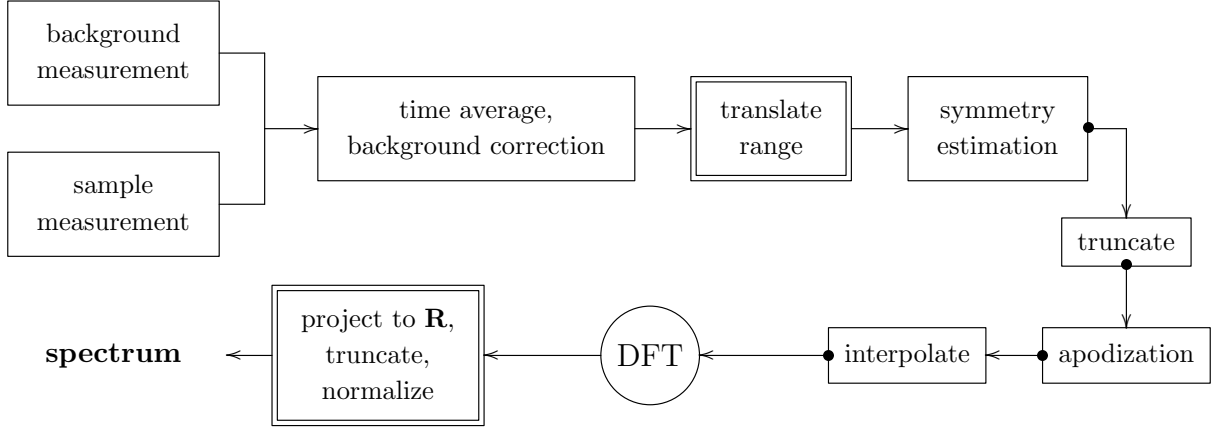 background
measurement
sample
measurement
time average,
background correction
translate
range
symmetry
estimation
truncate
apodization
interpolate
DFT
project to R,
truncate,
normalize
spectrum